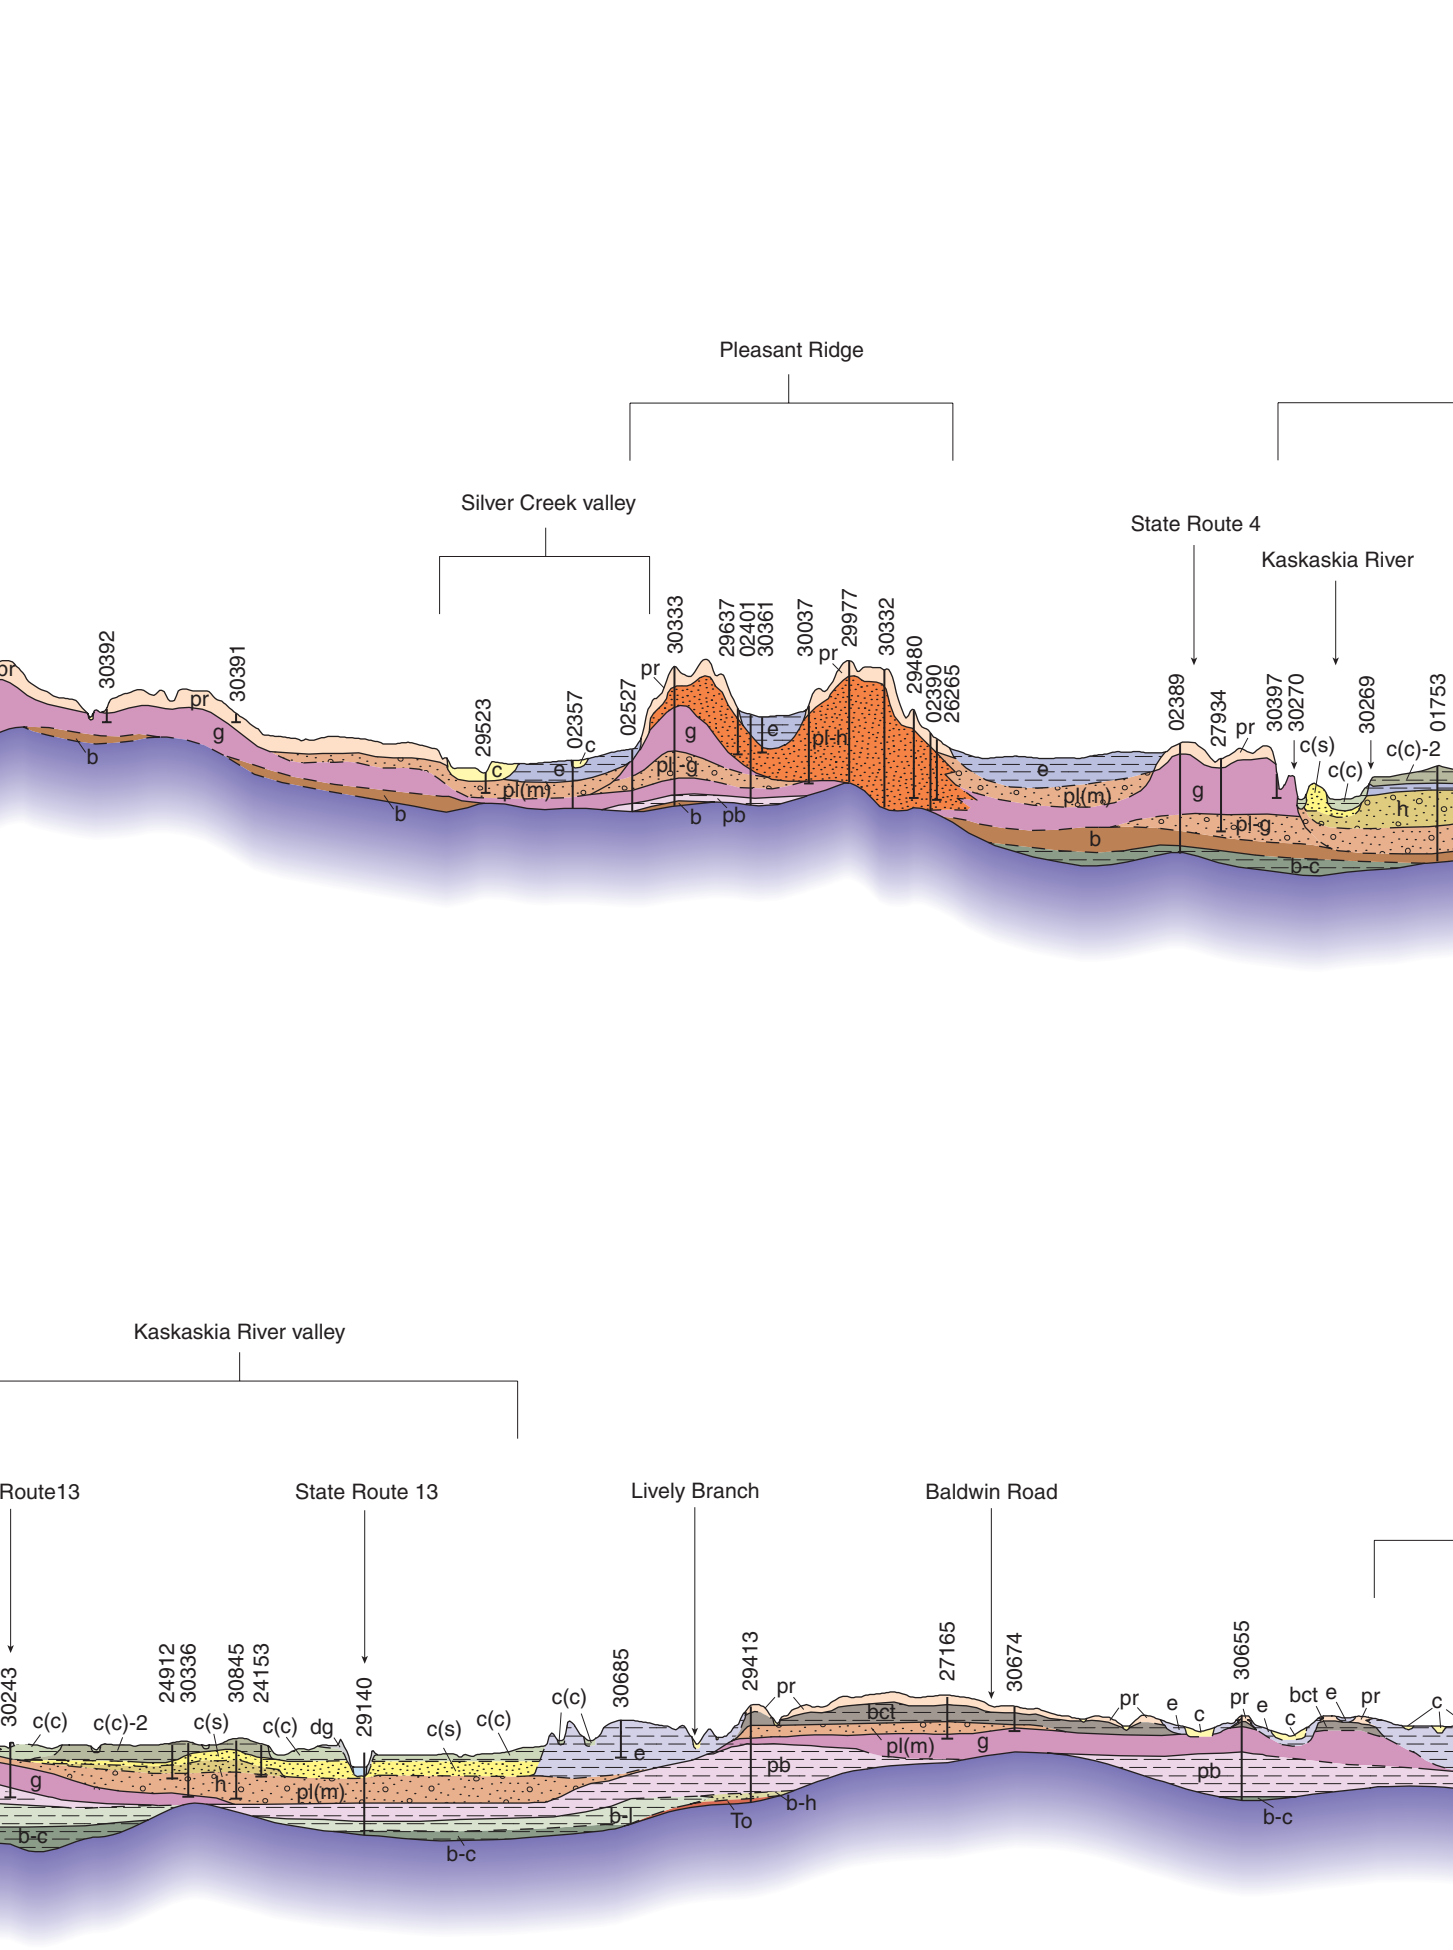 Pleasant Ridge
Silver Creek valley
State Route 4
Kaskaskia River
30392
30391
29523
02357
02527
30333
29637
02401
30361
30037
29977
30332
29480
02390
26265
02389
27934
30397
30270
30269
01753
pr
pr
g
b
b
c
e
c
pl(m)
pr
g
pl-g
b
pb
e
pr
pl-h
e
pl(m)
b
g
pl-g
pr
b-c
c(s)
c(c)
c(c)-2
h
Kaskaskia River valley
Route13
State Route 13
Lively Branch
Baldwin Road
30243
24912
30336
30845
24153
29140
30685
29413
27165
30674
30655
c(c)
c(c)-2
c(s)
c(c)
dg
c(s)
c(c)
c(c)
g
h
pl(m)
b-c
b-c
b-l
e
To
b-h
pr
bct
pl(m)
g
pb
pr
e
c
pr
e
c
bct
e
pr
c
pb
b-c